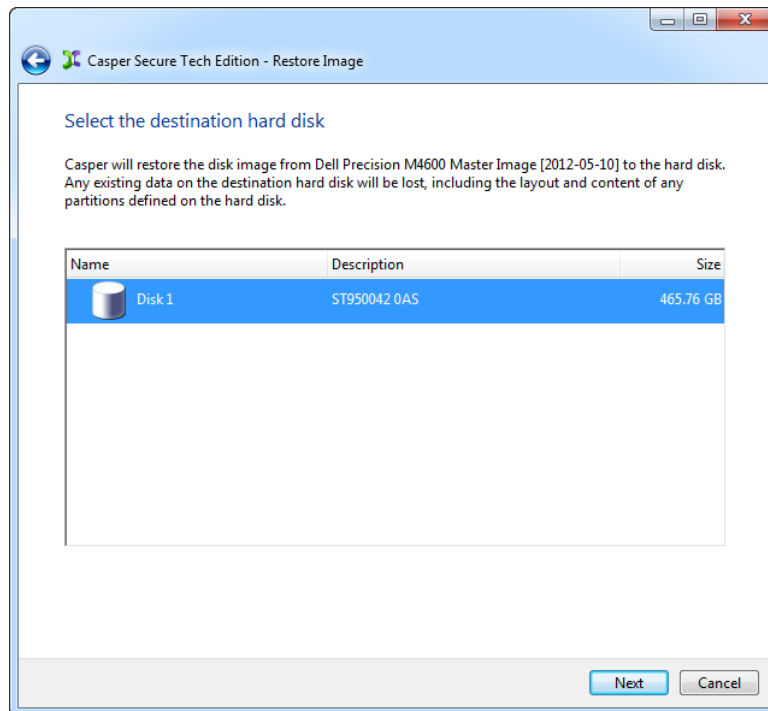 Casper Secure Tech Edition - Restore Image
Select the destination hard disk
Casper will restore the disk image from Dell Precision M4600 Master Image [2012-05-10] to the hard disk.
Any existing data on the destination hard disk will be lost, including the layout and content of any
partitions defined on the hard disk.
Name Description Size
Disk 1 ST950042 0AS 465.76 GB
Next Cancel